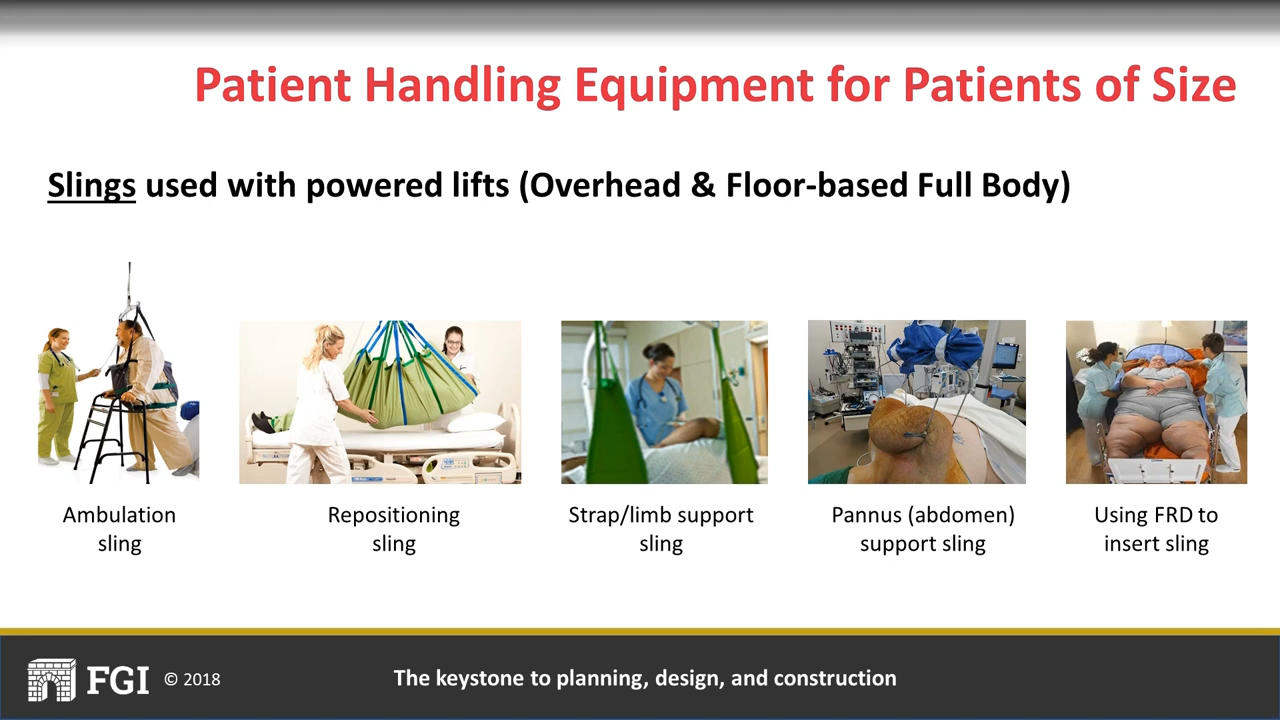 Patient Handling Equipment for Patients of Size
Slings used with powered lifts (Overhead & Floor-based Full Body)
Ambulation
sling
Repositioning
sling
Strap/limb support
sling
Pannus (abdomen)
support sling
Using FRD to
insert sling
FGI © 2018
The keystone to planning, design, and construction